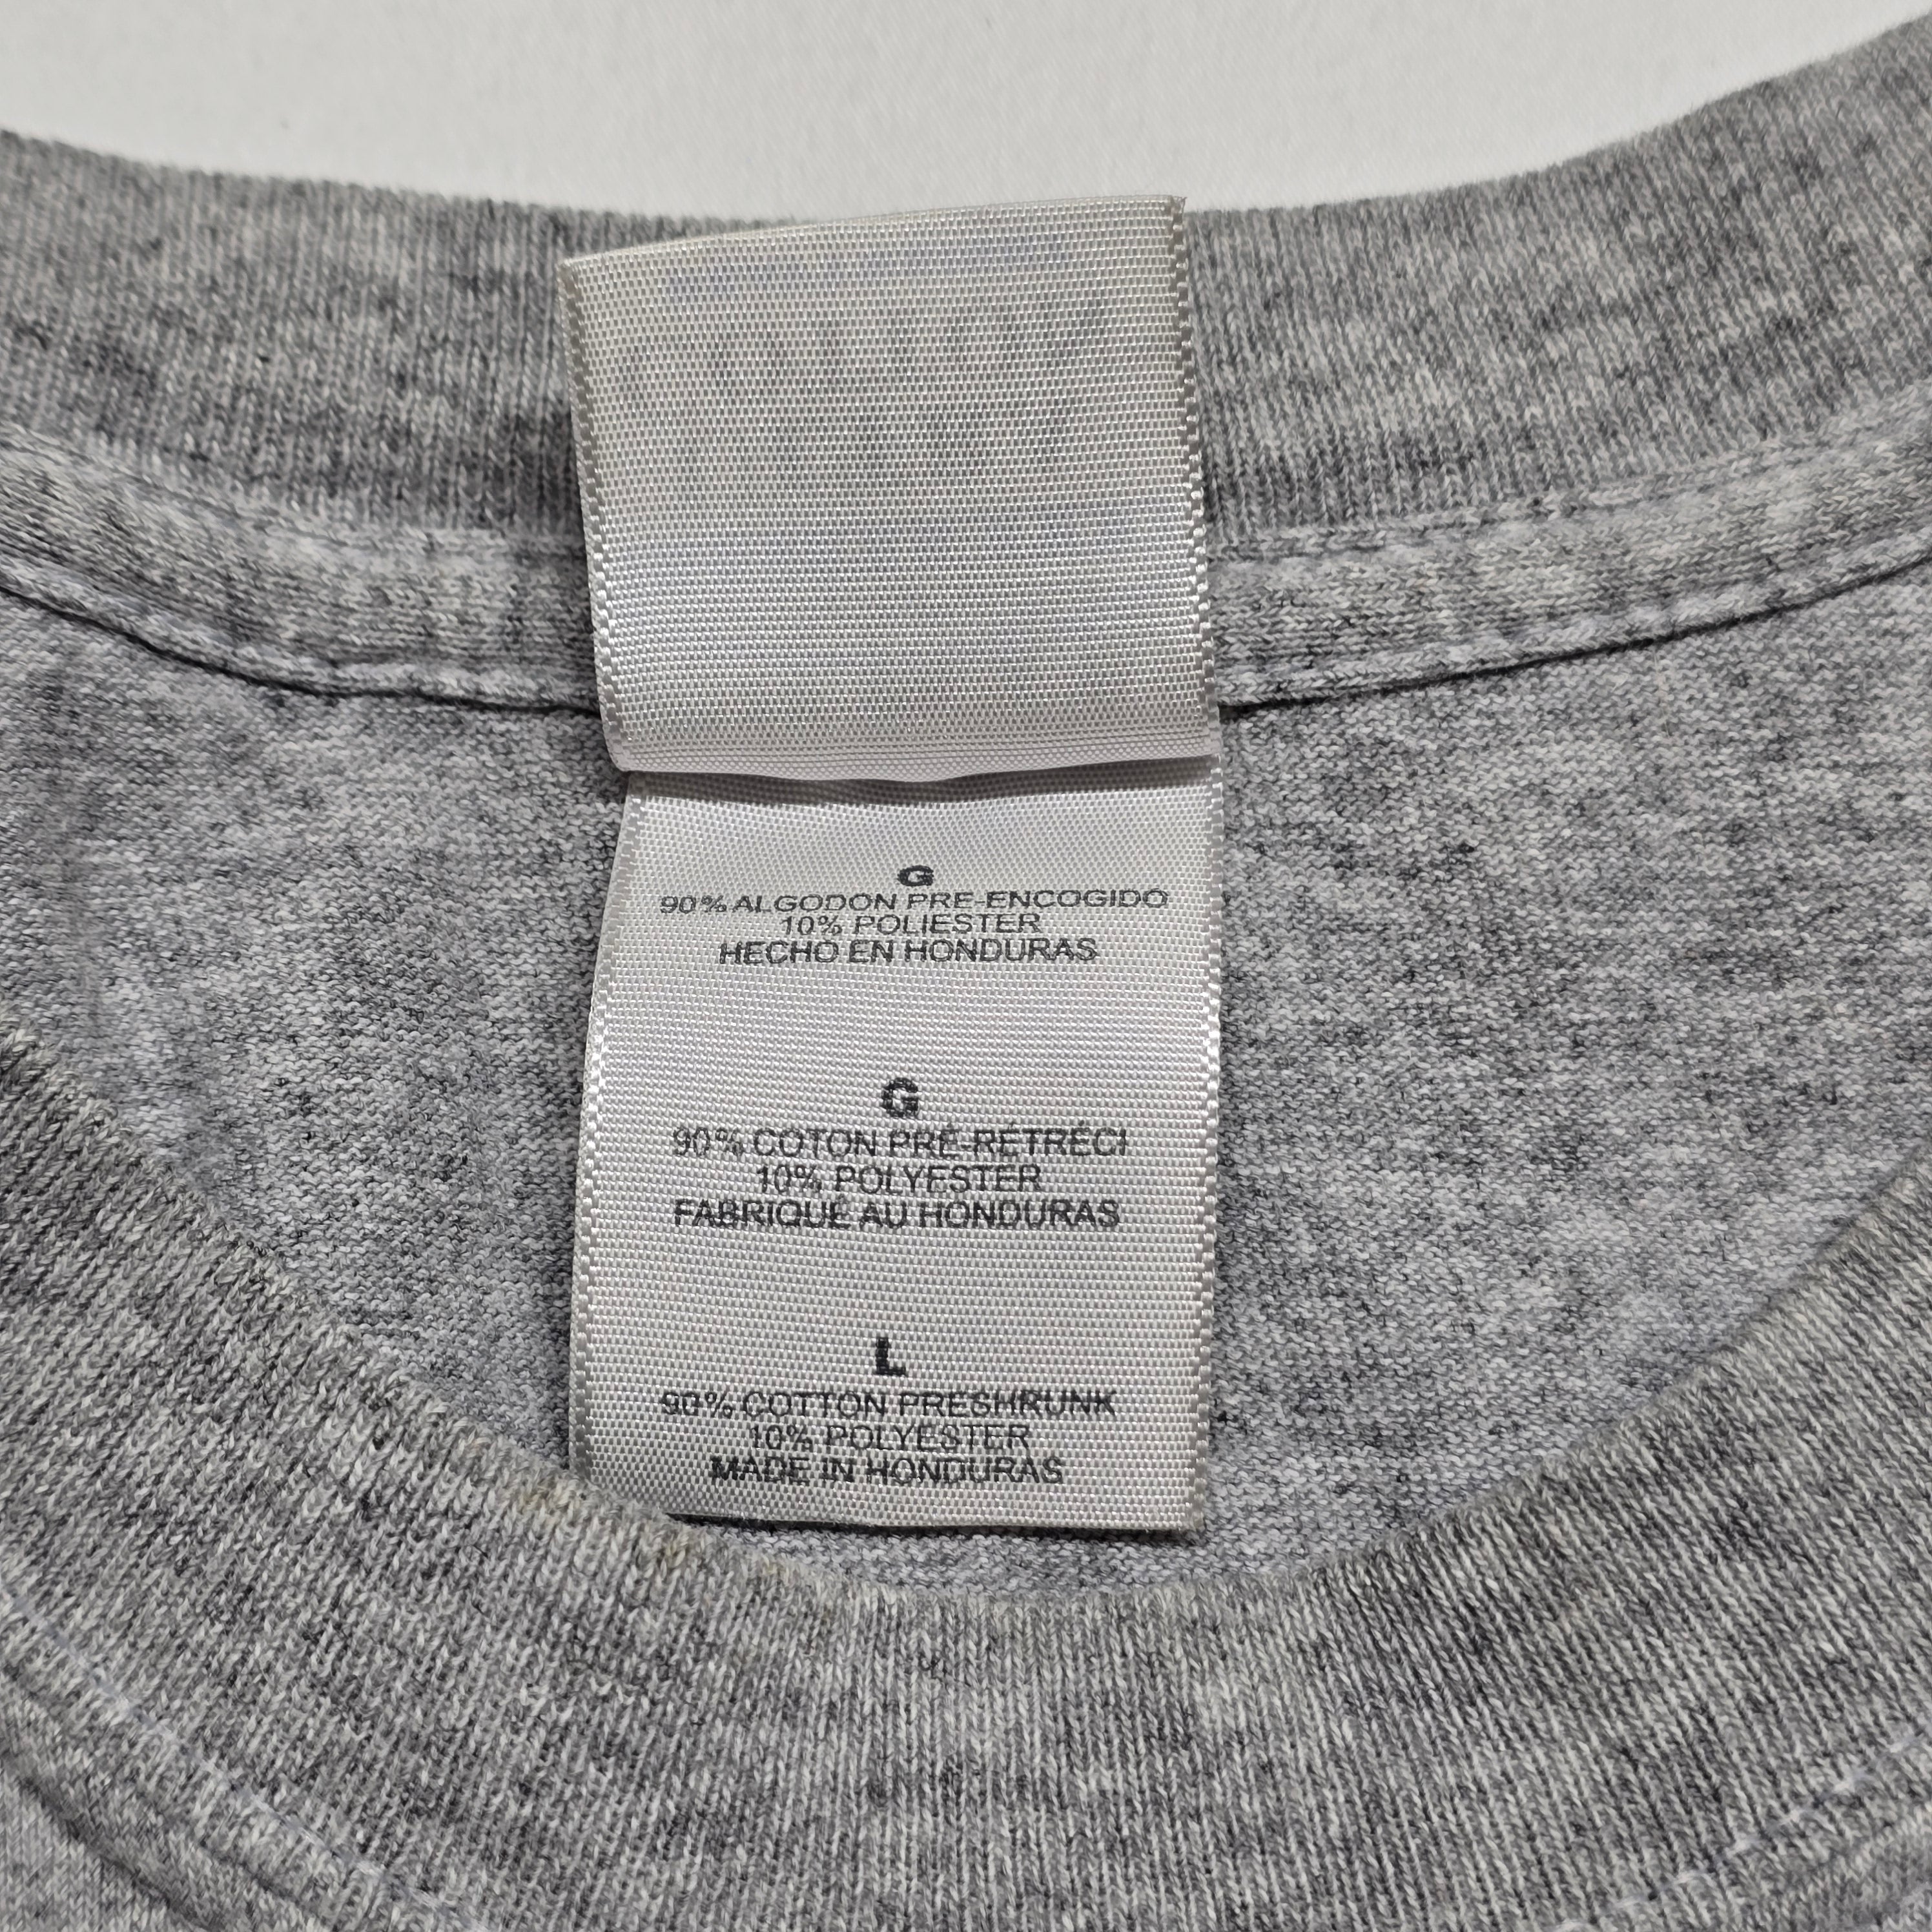 G
90% ALGODON PRE-ENCOGIDO
10% POLIESTER
HECHO EN HONDURAS
G
90% COTON PRÉ-RÉTRÉCI
10% POLYESTER
FABRIQUÉ AU HONDURAS
L
90% COTTON PRESHRUNK
10% POLYESTER
MADE IN HONDURAS